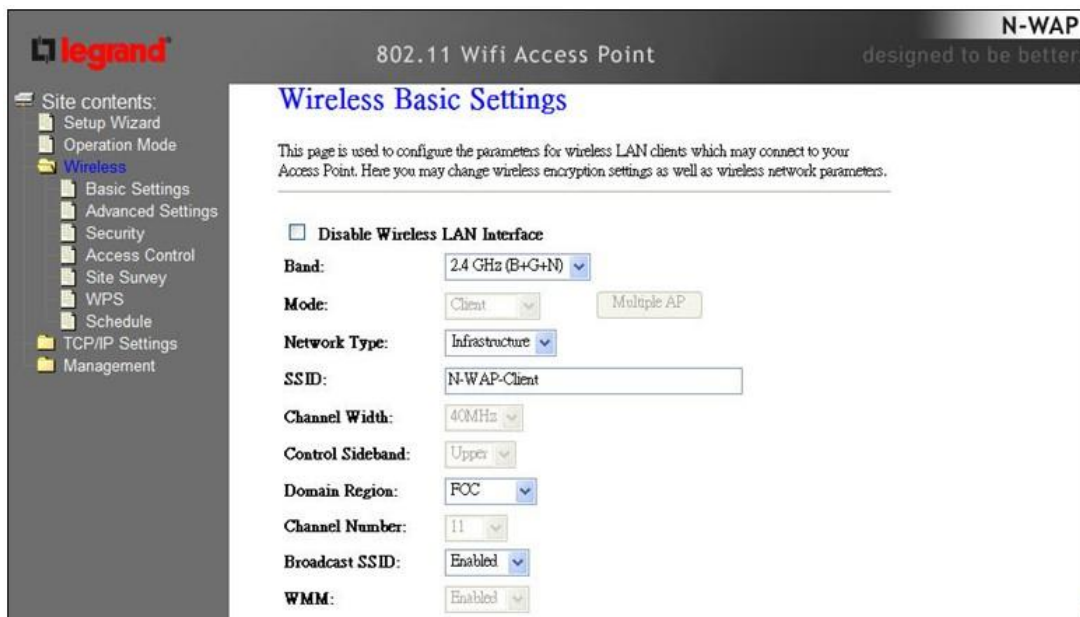 N-WAP
legrand®
802.11 Wifi Access Point
designed to be better.
Site contents:
Setup Wizard
Operation Mode
Wireless
Basic Settings
Advanced Settings
Security
Access Control
Site Survey
WPS
Schedule
TCP/IP Settings
Management
Wireless Basic Settings
This page is used to configure the parameters for wireless LAN clients which may connect to your
Access Point. Here you may change wireless encryption settings as well as wireless network parameters.
Disable Wireless LAN Interface
Band: 2.4 GHz (B+G+N)
Mode: Client Multiple AP
Network Type: Infrastructure
SSID: N-WAP-Client
Channel Width: 40MHz
Control Sideband: Upper
Domain Region: FCC
Channel Number: 11
Broadcast SSID: Enabled
WMM: Enabled